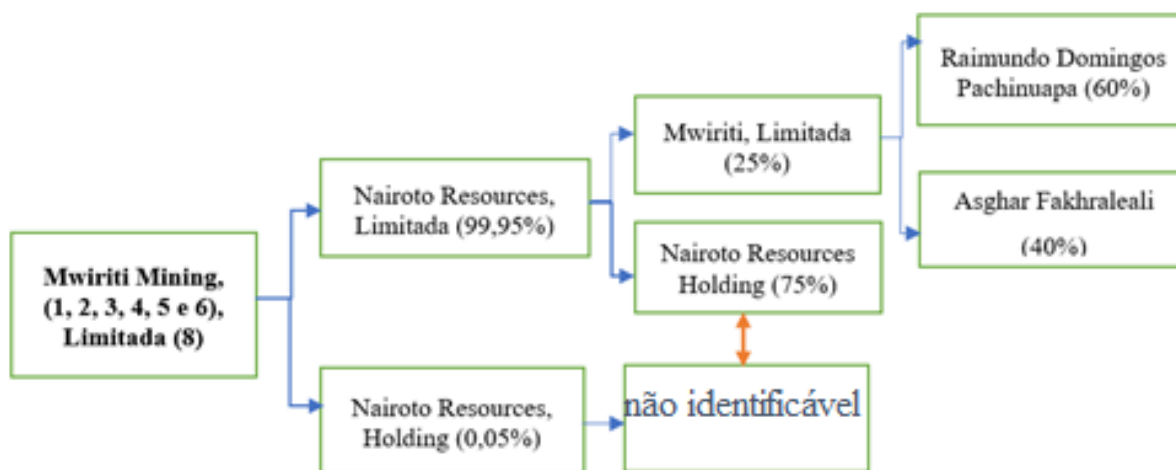 Raimundo Domingos
Pachinuapa (60%)
Mwiriti, Limitada
(25%)
Nairoto Resources,
Limitada (99,95%)
Asghar Fakhraleali
(40%)
Mwiriti Mining,
(1, 2, 3, 4, 5 e 6),
Limitada (8)
Nairoto Resources
Holding (75%)
não identificável
Nairoto Resources,
Holding (0,05%)